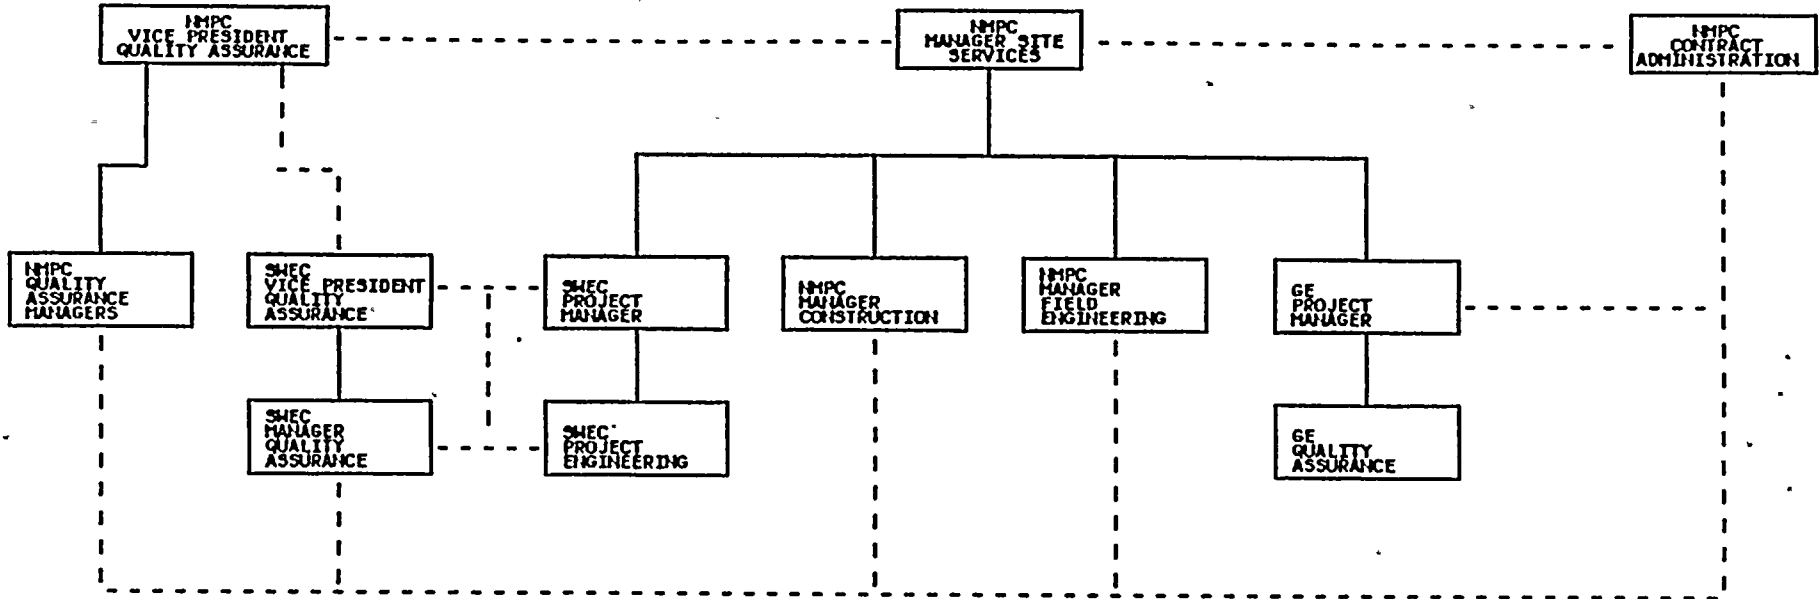 NMPC
VICE PRESIDENT
QUALITY ASSURANCE
NMPC
MANAGER SITE
SERVICES
NMPC
CONTRACT
ADMINISTRATION
NMPC
QUALITY
ASSURANCE
MANAGERS
SWEC
VICE PRESIDENT
QUALITY
ASSURANCE
SWEC
PROJECT
MANAGER
NMPC
MANAGER
CONSTRUCTION
NMPC
MANAGER
FIELD
ENGINEERING
GE
PROJECT
MANAGER
SWEC
MANAGER
QUALITY
ASSURANCE
SWEC
PROJECT
ENGINEERING
GE
QUALITY
ASSURANCE